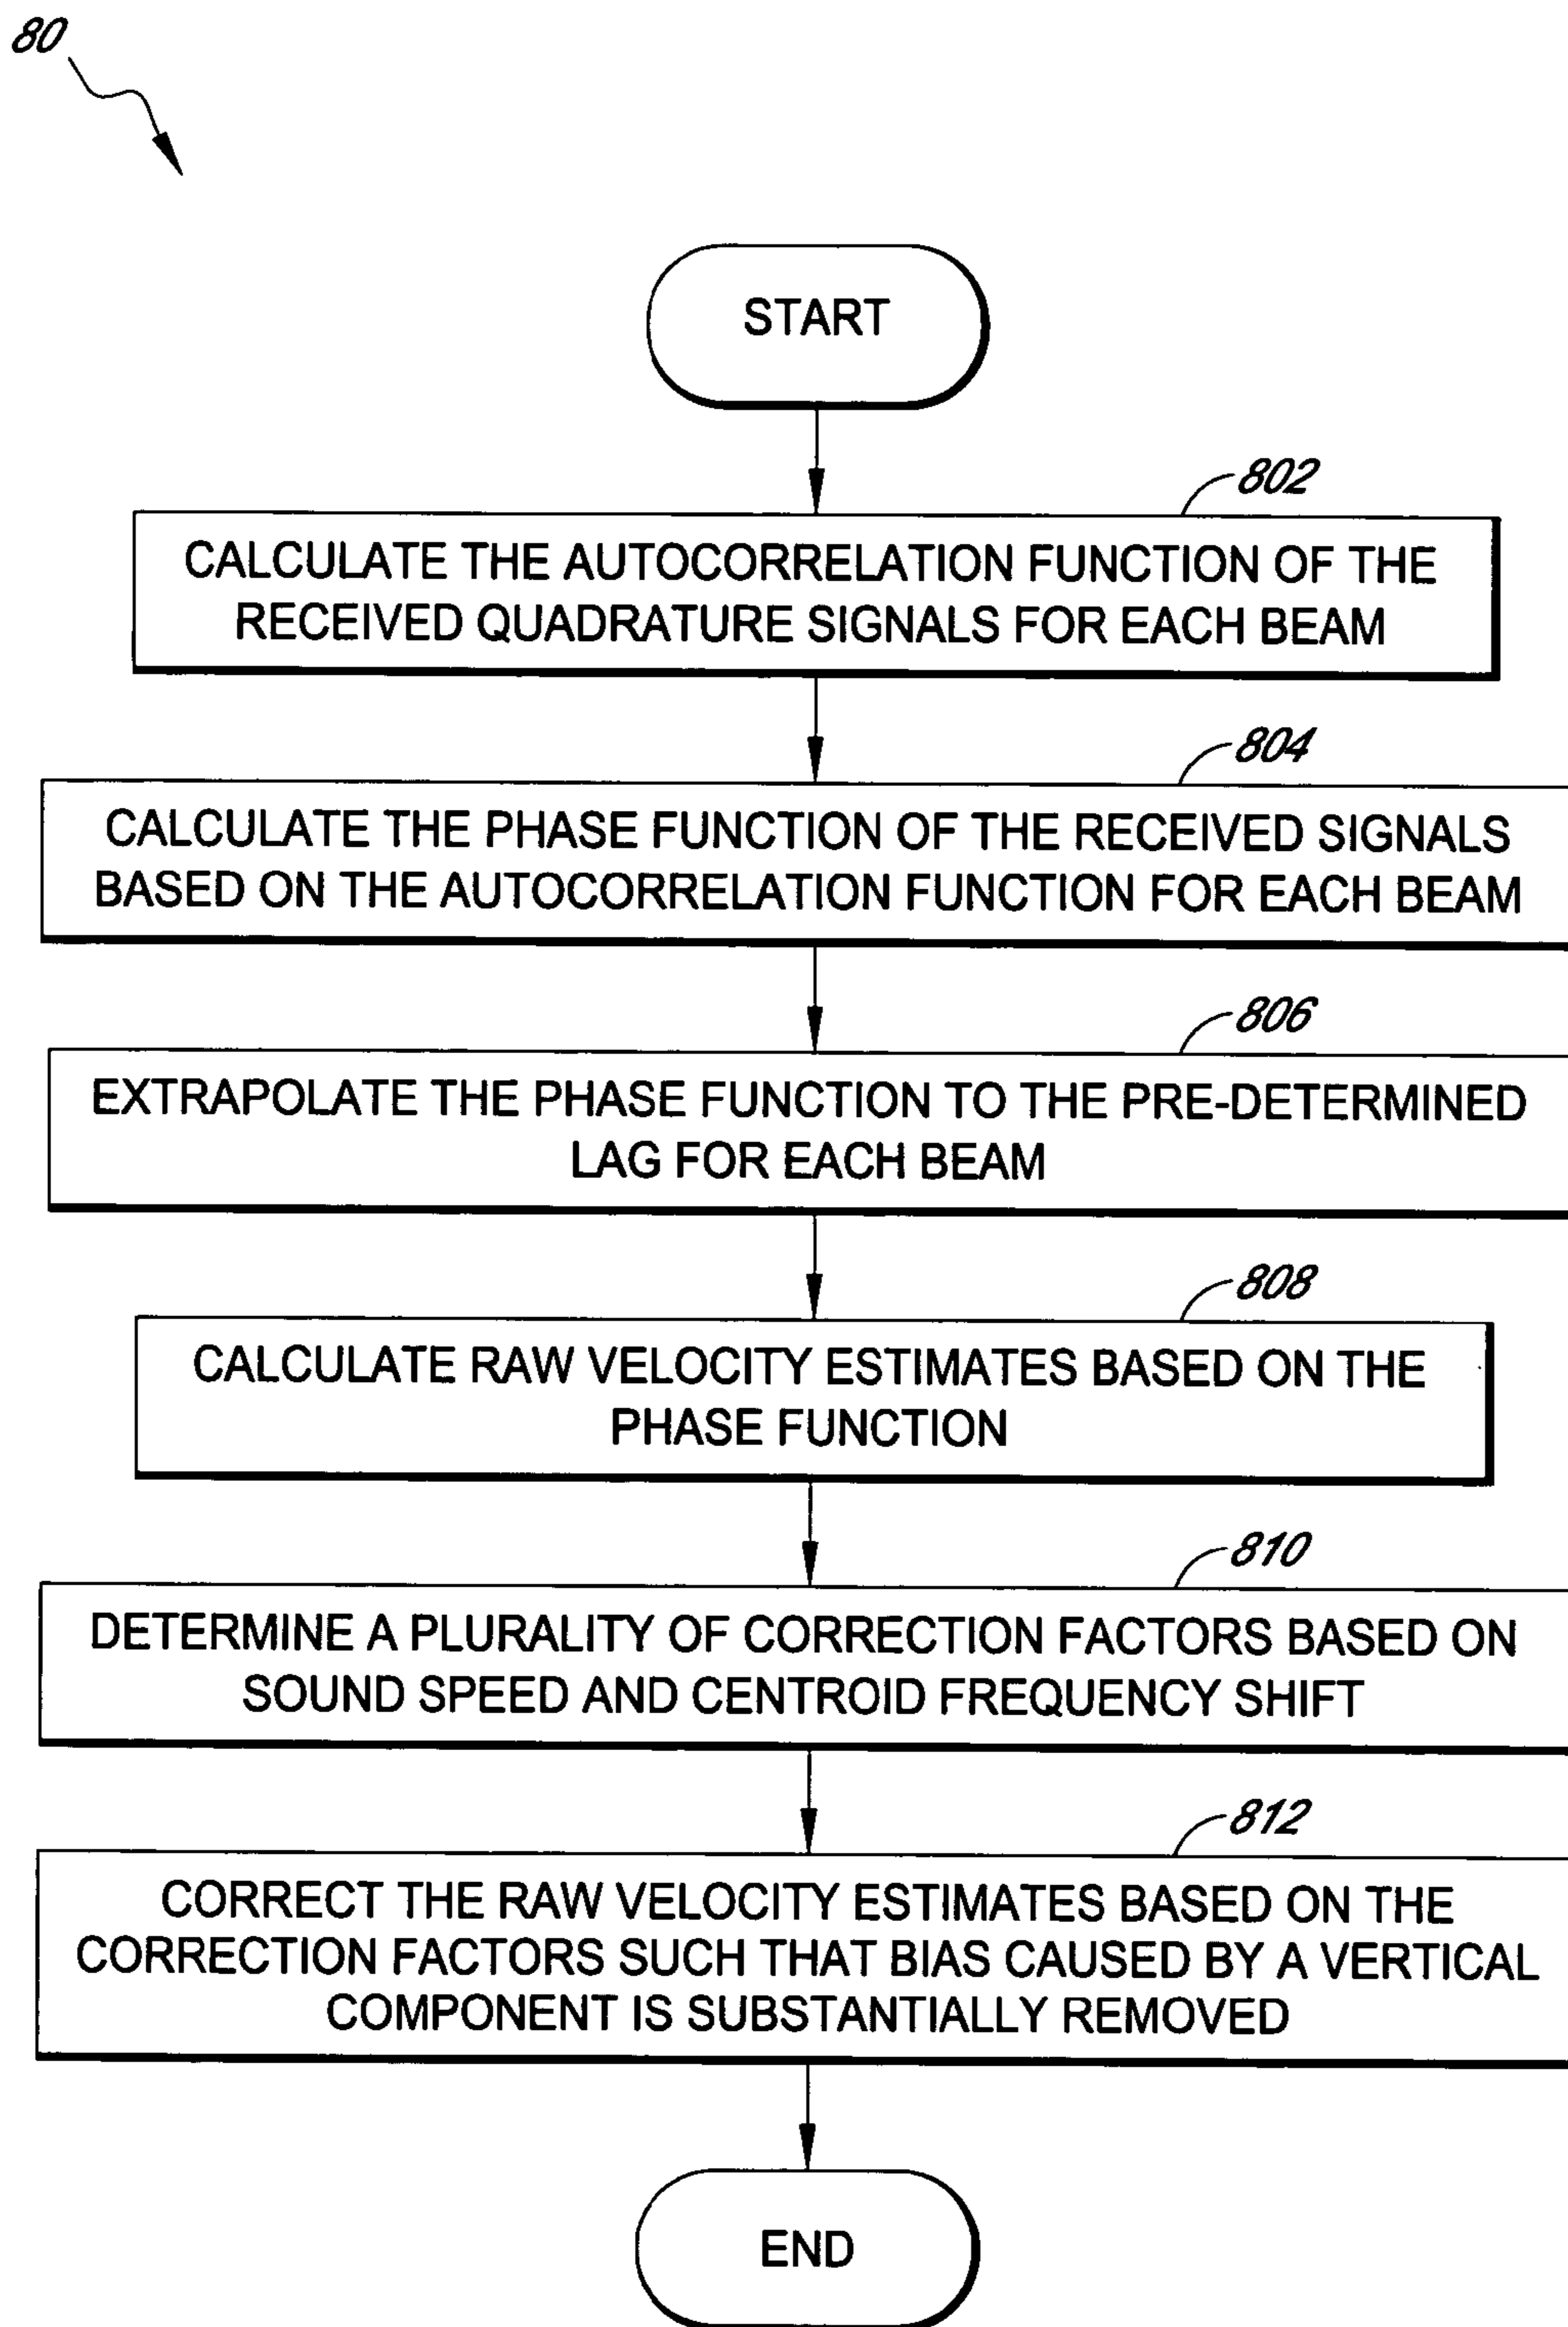 80
START
802
CALCULATE THE AUTOCORRELATION FUNCTION OF THE
RECEIVED QUADRATURE SIGNALS FOR EACH BEAM
804
CALCULATE THE PHASE FUNCTION OF THE RECEIVED SIGNALS
BASED ON THE AUTOCORRELATION FUNCTION FOR EACH BEAM
806
EXTRAPOLATE THE PHASE FUNCTION TO THE PRE-DETERMINED
LAG FOR EACH BEAM
808
CALCULATE RAW VELOCITY ESTIMATES BASED ON THE
PHASE FUNCTION
810
DETERMINE A PLURALITY OF CORRECTION FACTORS BASED ON
SOUND SPEED AND CENTROID FREQUENCY SHIFT
812
CORRECT THE RAW VELOCITY ESTIMATES BASED ON THE
CORRECTION FACTORS SUCH THAT BIAS CAUSED BY A VERTICAL
COMPONENT IS SUBSTANTIALLY REMOVED
END